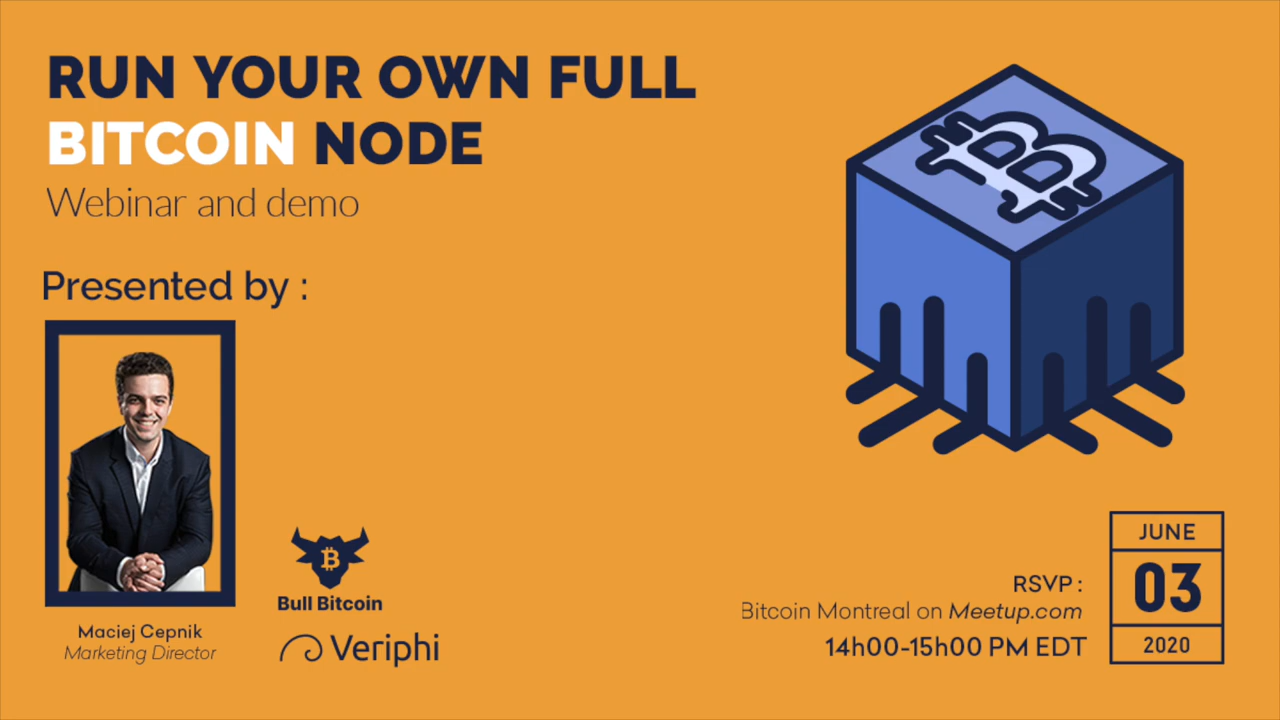 RUN YOUR OWN FULL
BITCOIN NODE
Webinar and demo
Presented by :
Maciej Cepnik
Marketing Director
Bull Bitcoin
Veriphi
RSVP :
Bitcoin Montreal on Meetup.com
14h00-15h00 PM EDT
JUNE
03
2020